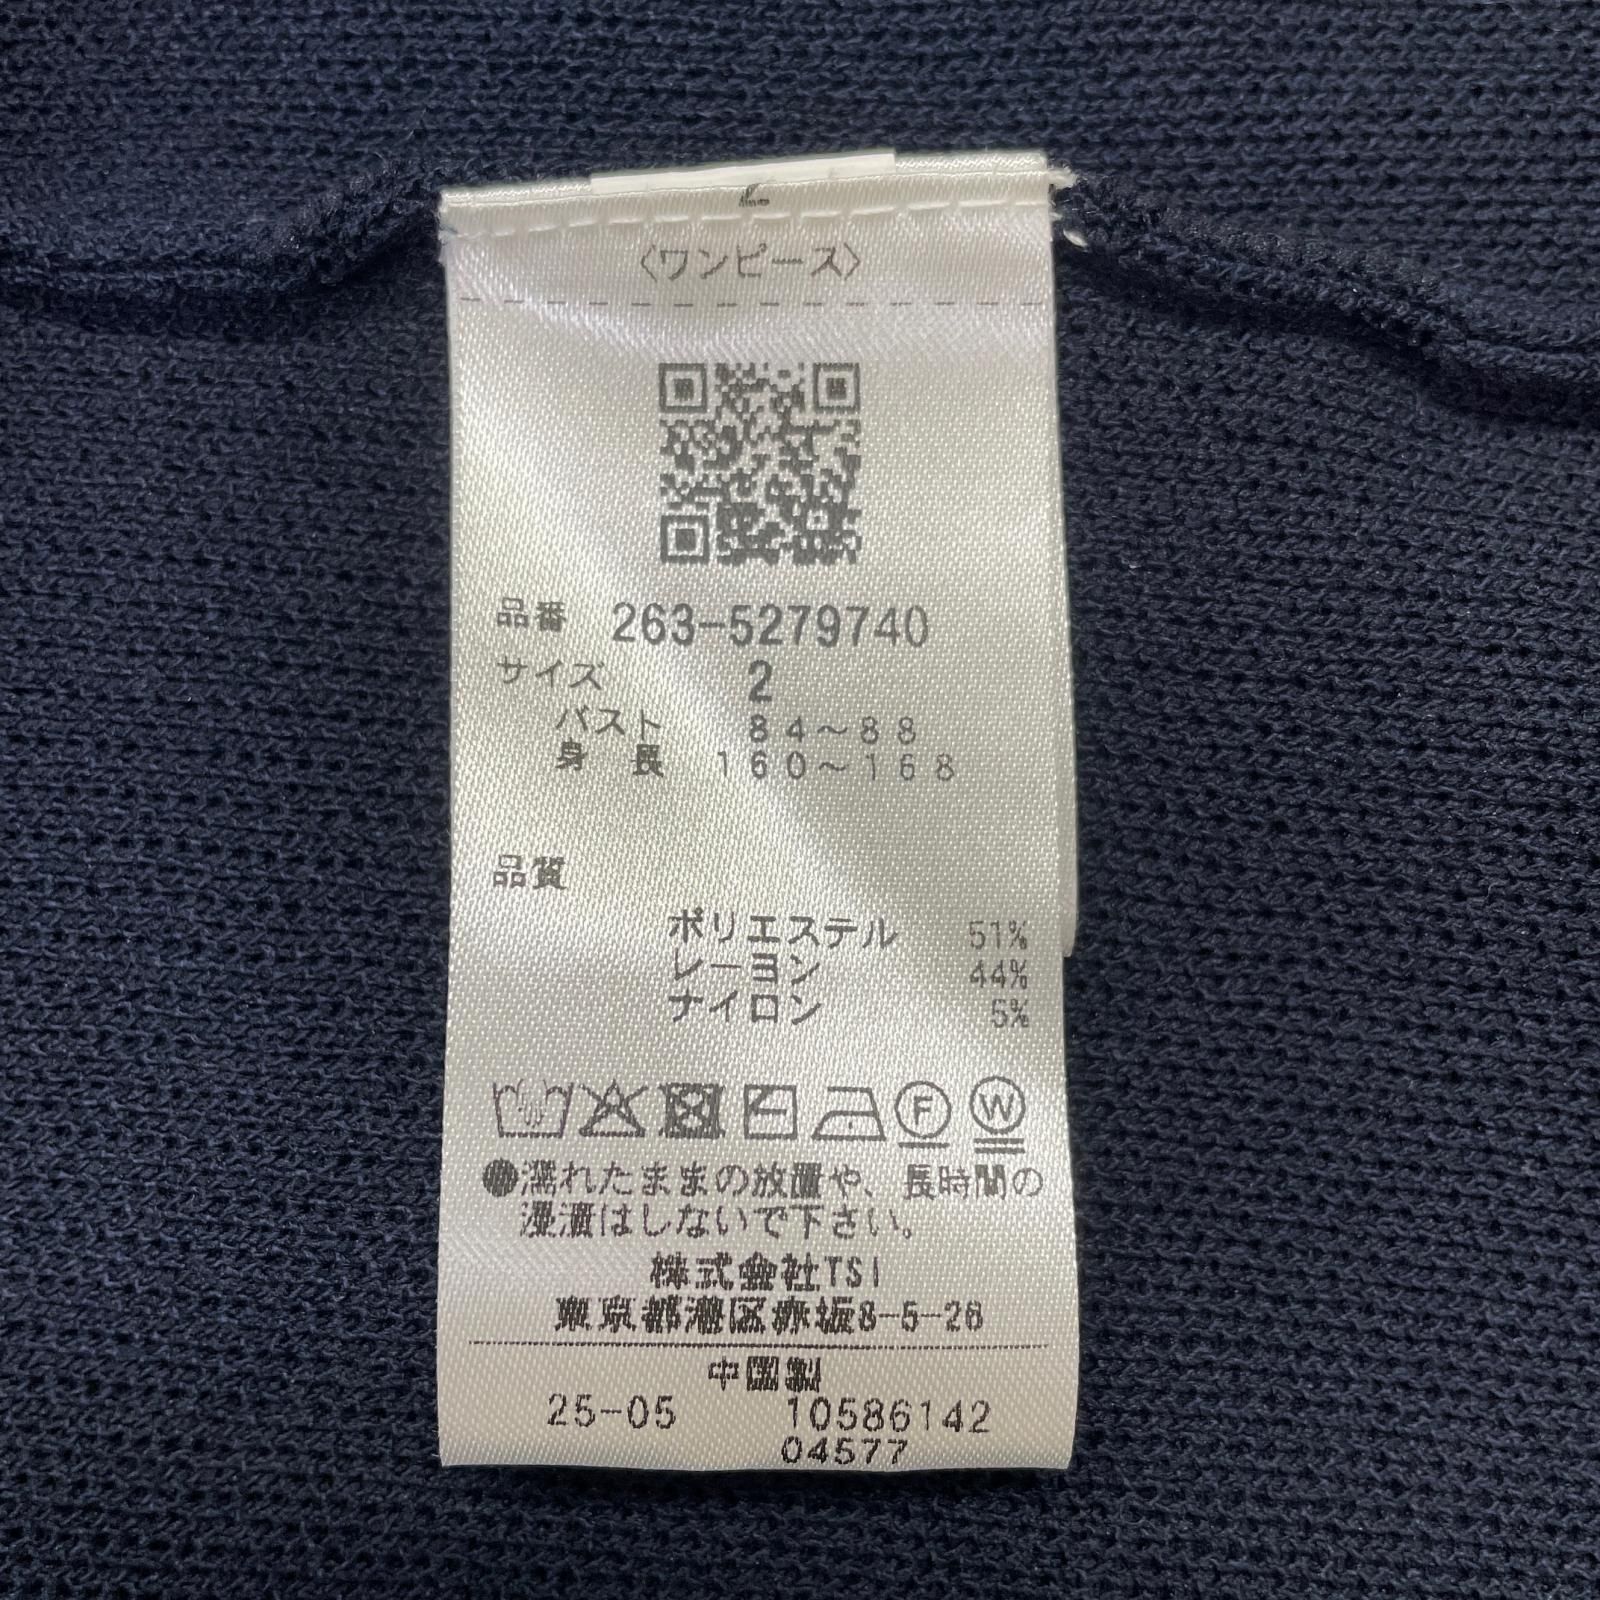 2
〈ワンピース〉
品番 263-5279740
サイズ 2
バスト 84～88
身長 160～168
品質
ポリエステル 51%
レーヨン 44%
ナイロン 5%
F W
●濡れたままの放置や、長時間の
浸漬はしないで下さい。
株式会社TSI
東京都港区赤坂8-5-26
中国製
25-05 10586142
04577